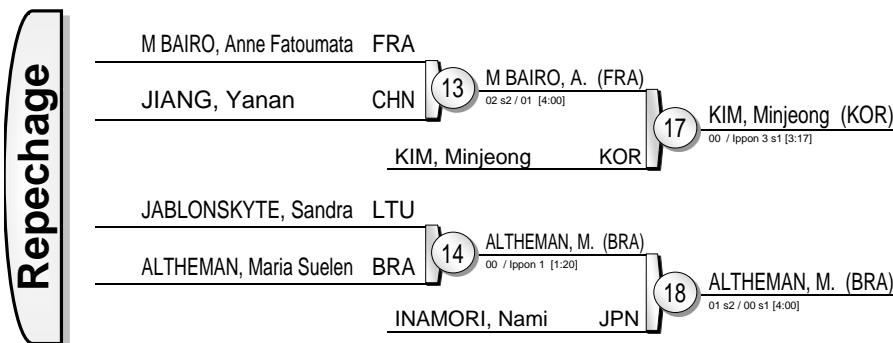 Repechage
M BAIRO, Anne Fatoumata FRA
JIANG, Yanan CHN
13
M BAIRO, A. (FRA)
02 s2 / 01 [4:00]
KIM, Minjeong KOR
17
KIM, Minjeong (KOR)
00 / Ippon 3 s1 [3:17]
JABLONSKYTE, Sandra LTU
ALTHEMAN, Maria Suelen BRA
14
ALTHEMAN, M. (BRA)
00 / Ippon 1 [1:20]
INAMORI, Nami JPN
18
ALTHEMAN, M. (BRA)
01 s2 / 00 s1 [4:00]